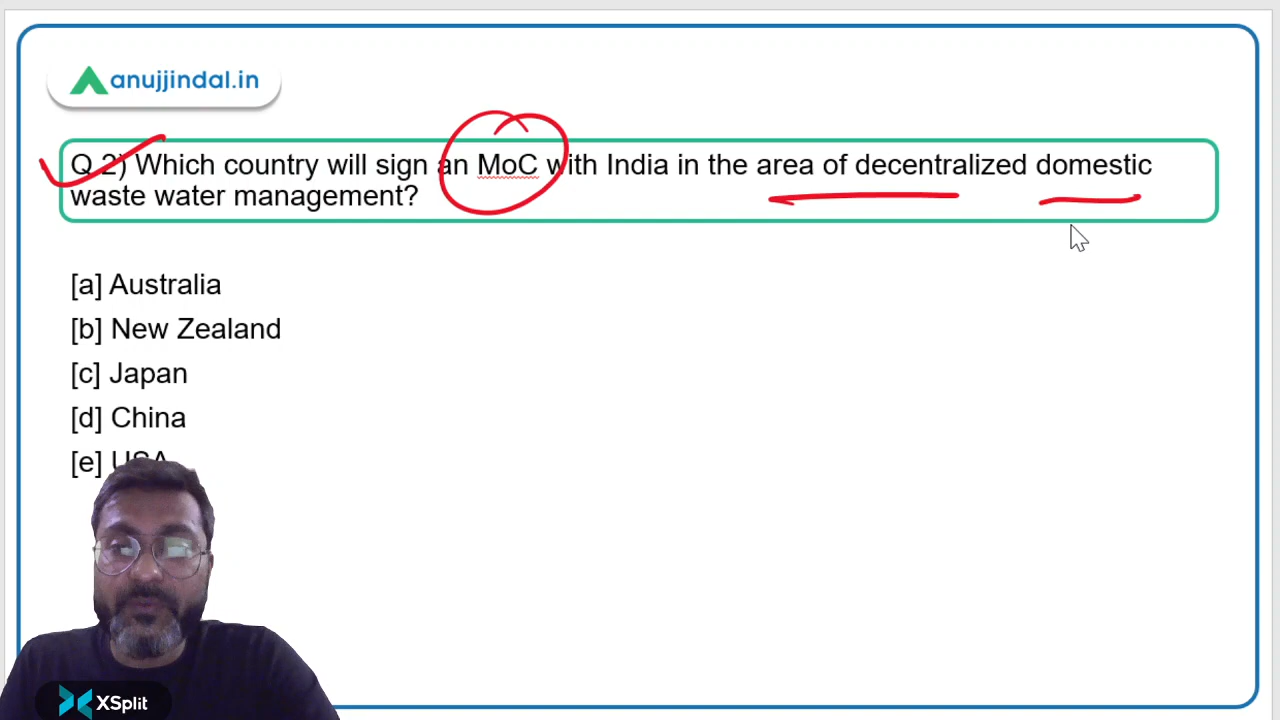 anujjindal.in
Q.2) Which country will sign an MoC with India in the area of decentralized domestic
waste water management?
[a] Australia
[b] New Zealand
[c] Japan
[d] China
[e] USA
XSplit